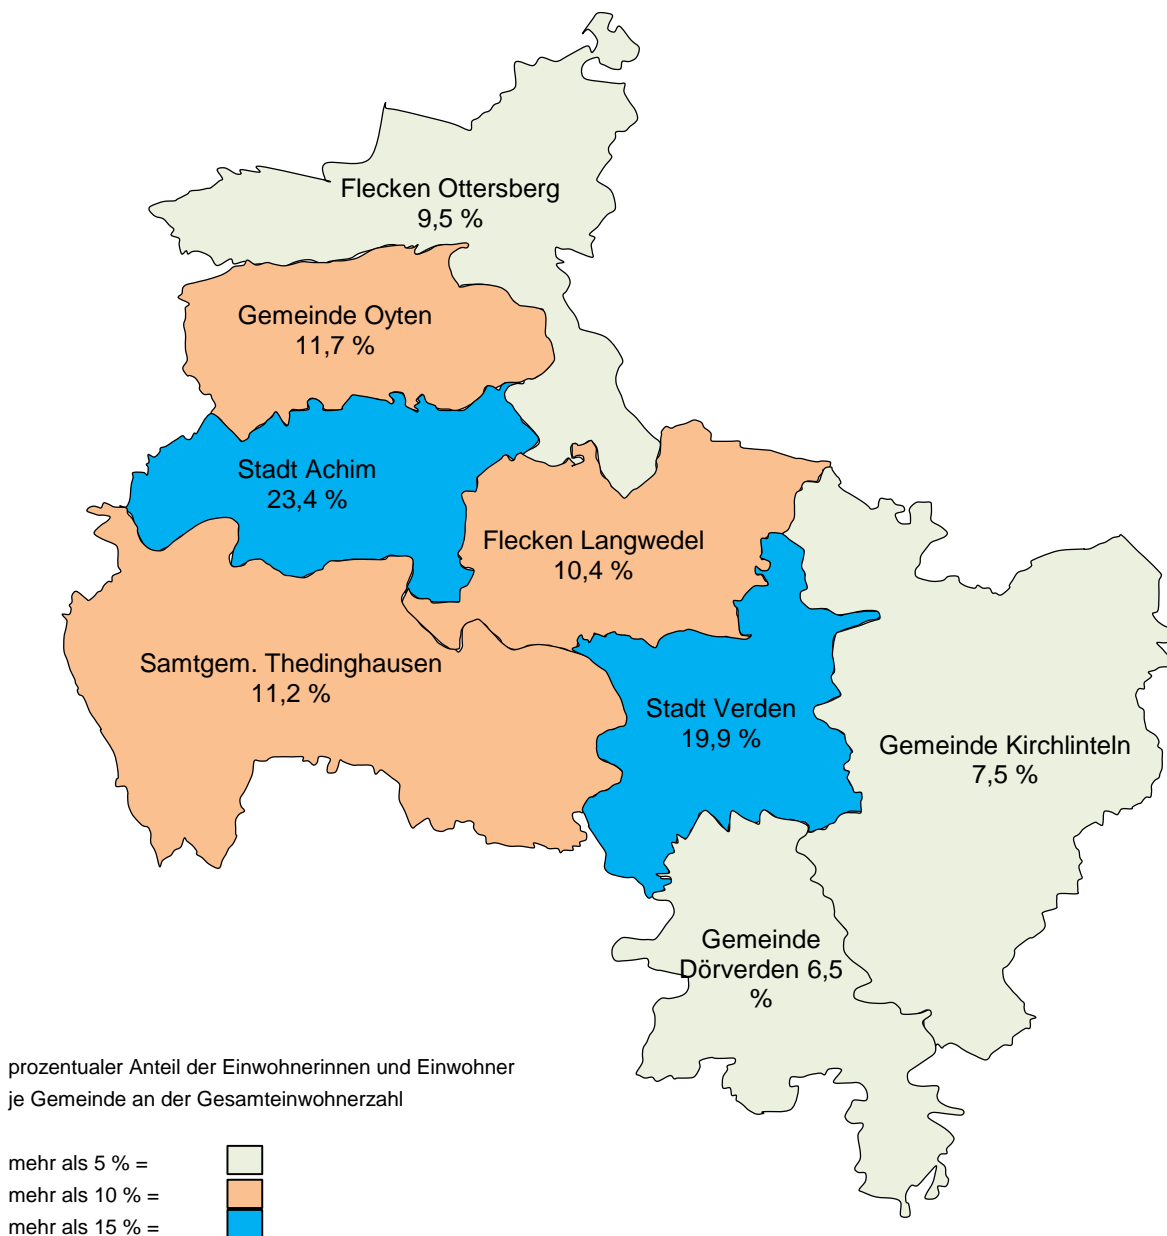 Flecken Ottersberg
9,5 %
Gemeinde Oyten
11,7 %
Stadt Achim
23,4 %
Flecken Langwedel
10,4 %
Samtgem. Thedinghausen
11,2 %
Stadt Verden
19,9 %
Gemeinde Kirchlinteln
7,5 %
Gemeinde
Dörverden 6,5
%
prozentualer Anteil der Einwohnerinnen und Einwohner
je Gemeinde an der Gesamteinwohnerzahl
mehr als 5 % =
mehr als 10 % =
mehr als 15 % =